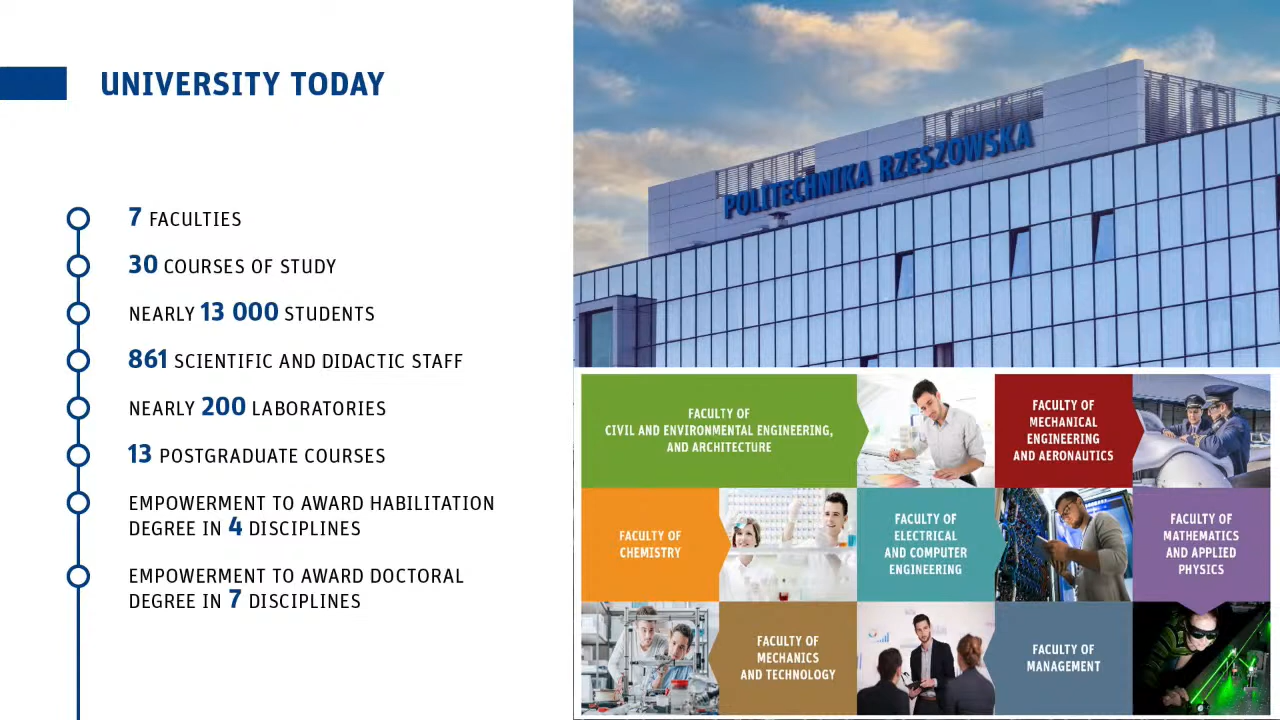 UNIVERSITY TODAY
7 FACULTIES
30 COURSES OF STUDY
NEARLY 13 000 STUDENTS
861 SCIENTIFIC AND DIDACTIC STAFF
NEARLY 200 LABORATORIES
13 POSTGRADUATE COURSES
EMPOWERMENT TO AWARD HABILITATION
DEGREE IN 4 DISCIPLINES
EMPOWERMENT TO AWARD DOCTORAL
DEGREE IN 7 DISCIPLINES
POLITECHNIKA RZESZOWSKA
FACULTY OF
CIVIL AND ENVIRONMENTAL ENGINEERING,
AND ARCHITECTURE
FACULTY OF
MECHANICAL
ENGINEERING
AND AERONAUTICS
FACULTY OF
CHEMISTRY
FACULTY OF
ELECTRICAL
AND COMPUTER
ENGINEERING
FACULTY OF
MATHEMATICS
AND APPLIED
PHYSICS
FACULTY OF
MECHANICS
AND TECHNOLOGY
FACULTY OF
MANAGEMENT